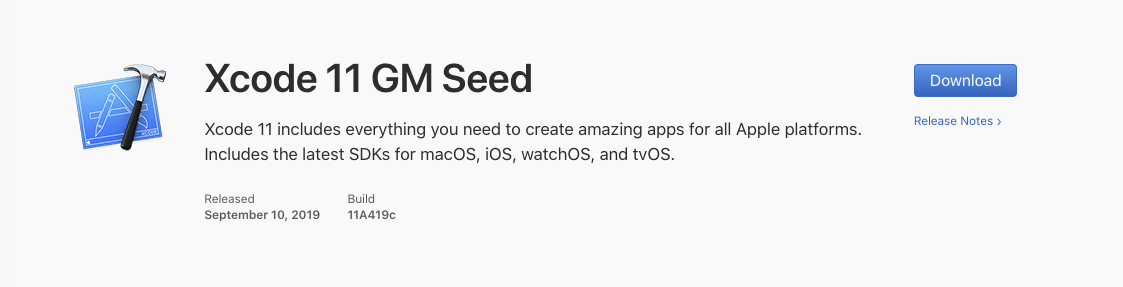 Xcode 11 GM Seed
Download
Xcode 11 includes everything you need to create amazing apps for all Apple platforms.
Includes the latest SDKs for macOS, iOS, watchOS, and tvOS.
Release Notes ›
Released
September 10, 2019
Build
11A419c
XCODE